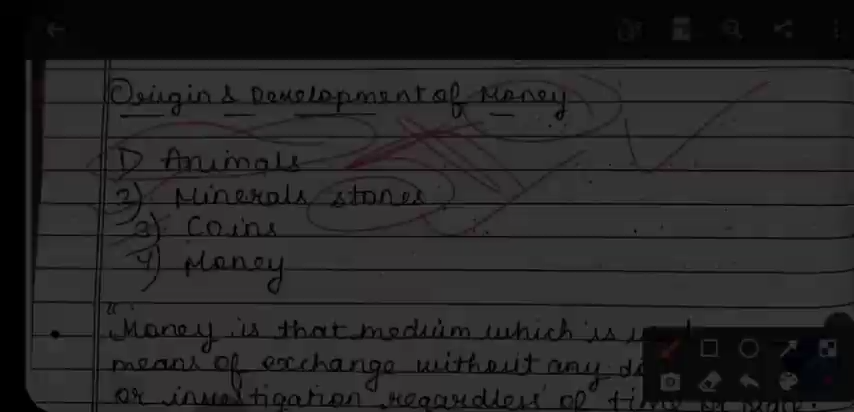 Origin & Development of Money
1) Animals
2) Minerals stones
3) Coins
4) Money
"Money is that medium which is
means of exchange without any
or investigation regardless of time